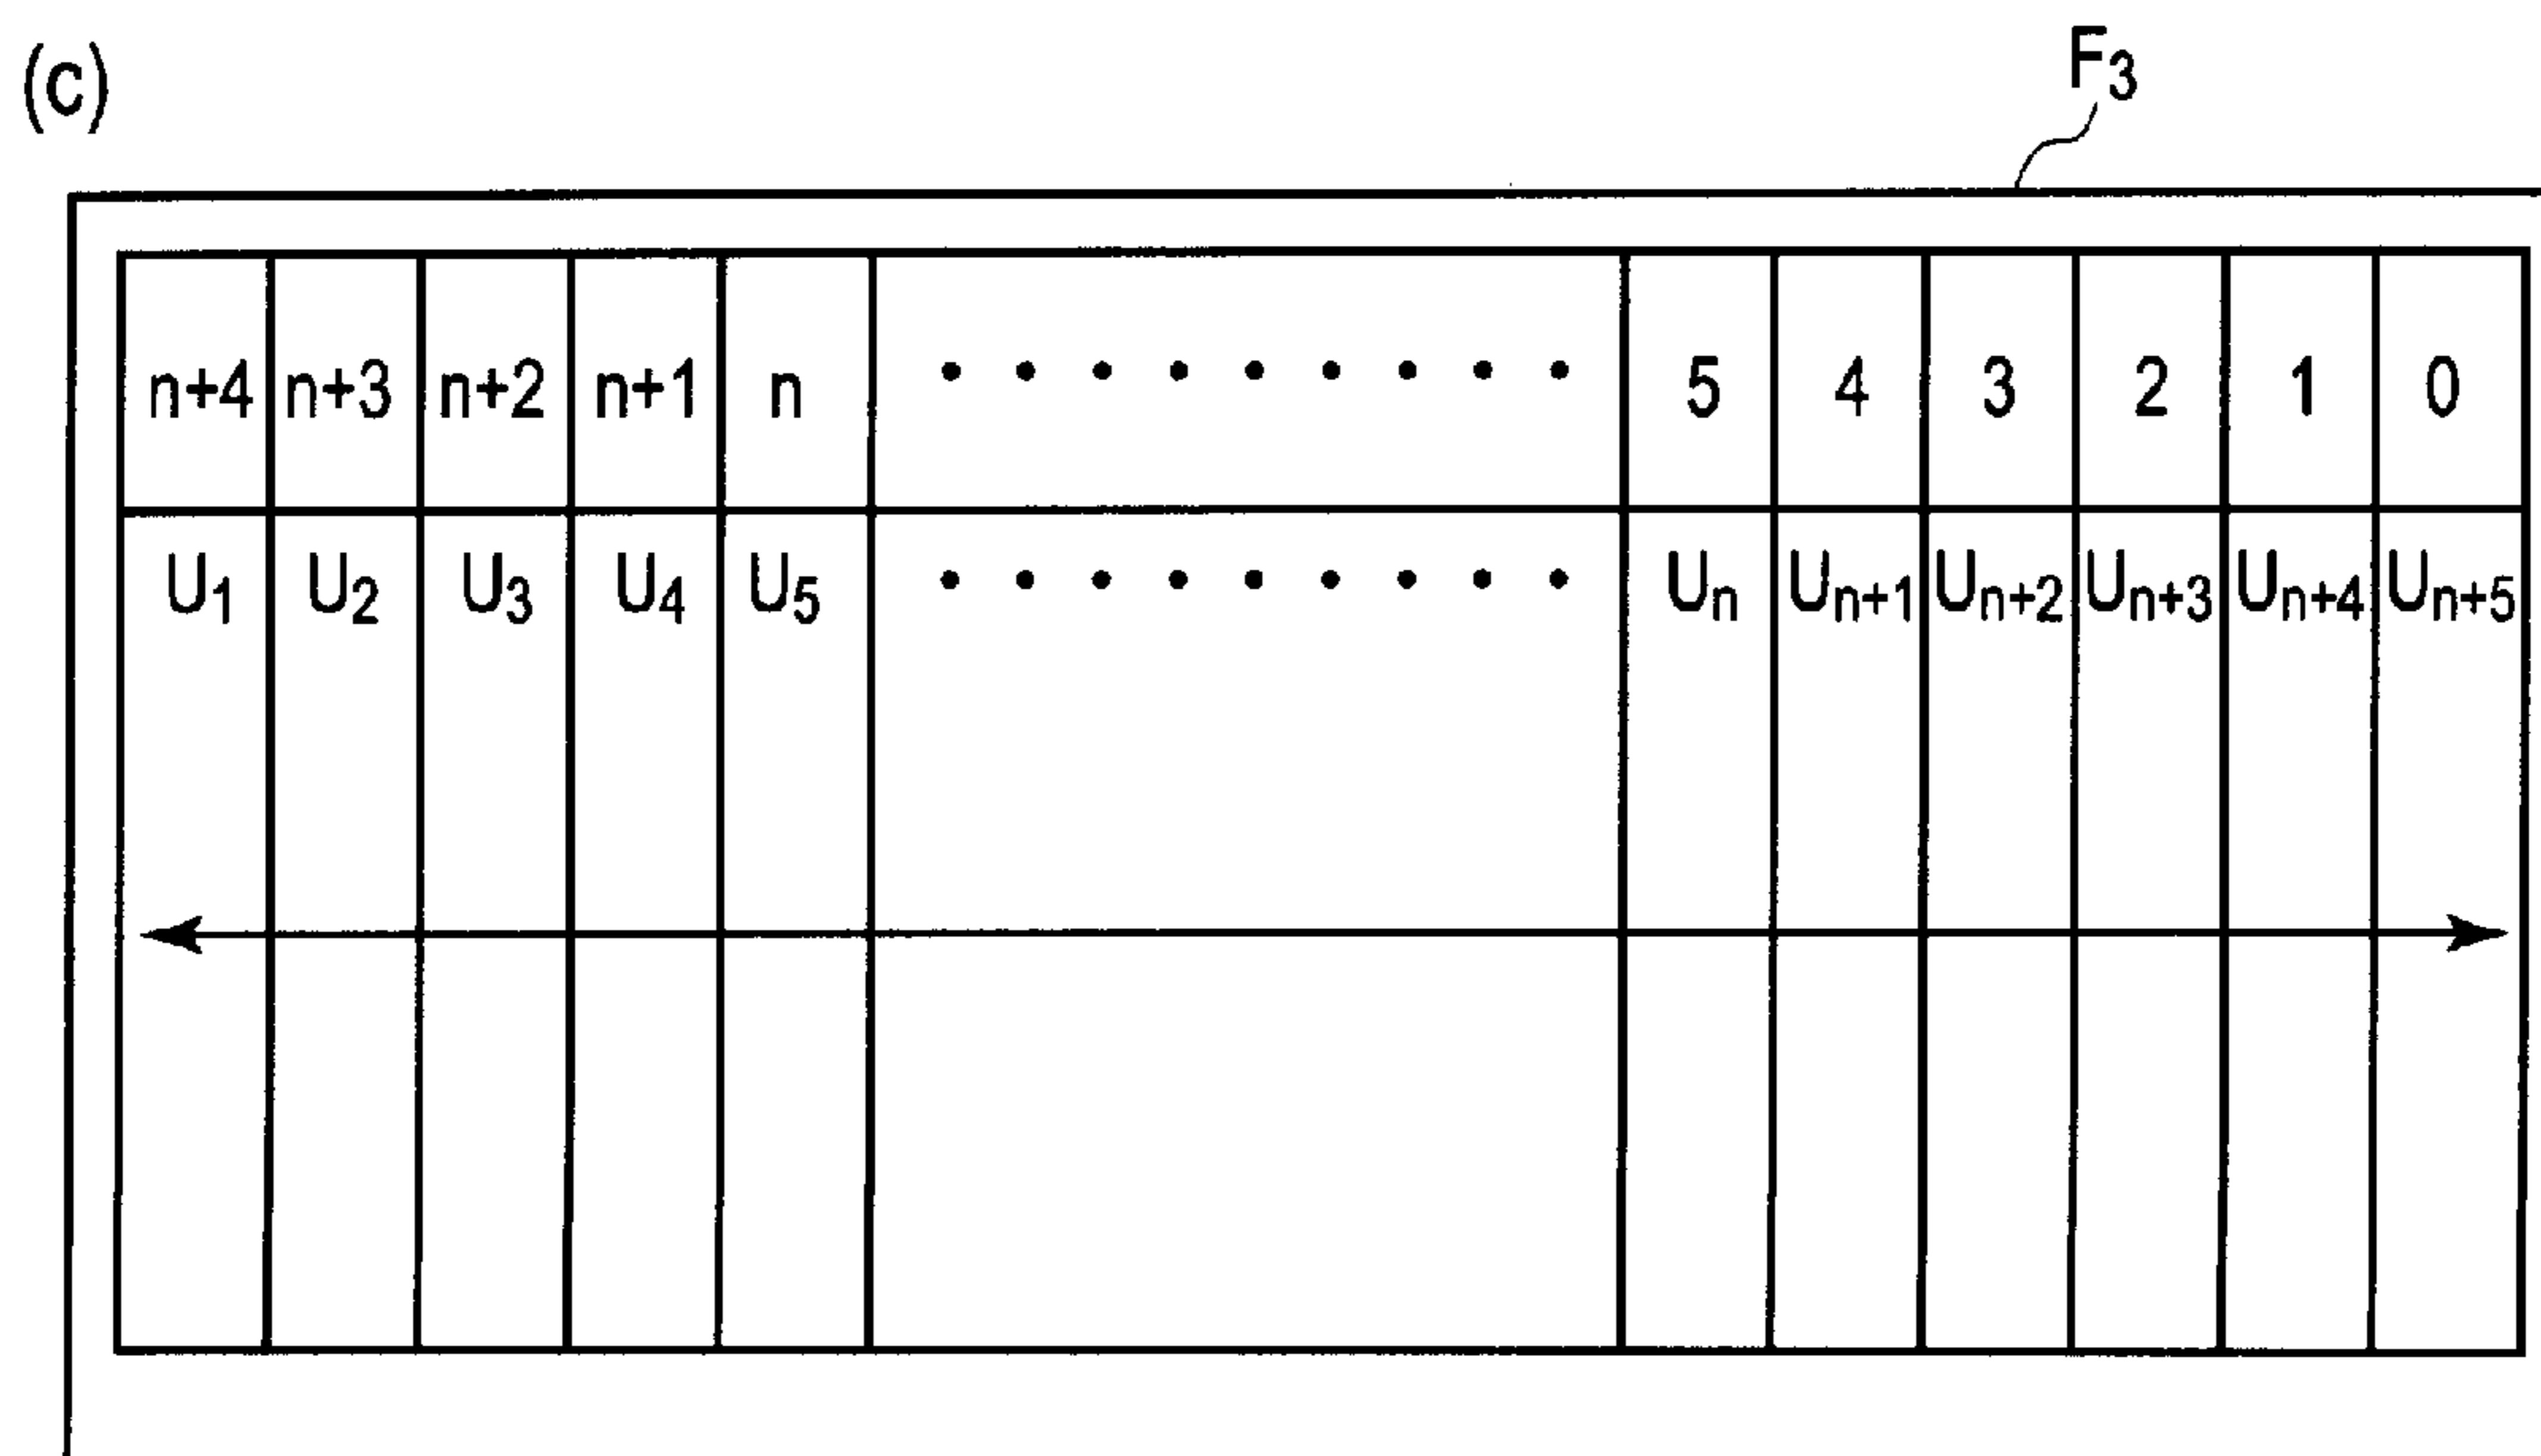 (c)
F₃
n+4 n+3 n+2 n+1 n ········· 5 4 3 2 1 0
U₁ U₂ U₃ U₄ U₅ ········· Uₙ Uₙ₊₁ Uₙ₊₂ Uₙ₊₃ Uₙ₊₄ Uₙ₊₅